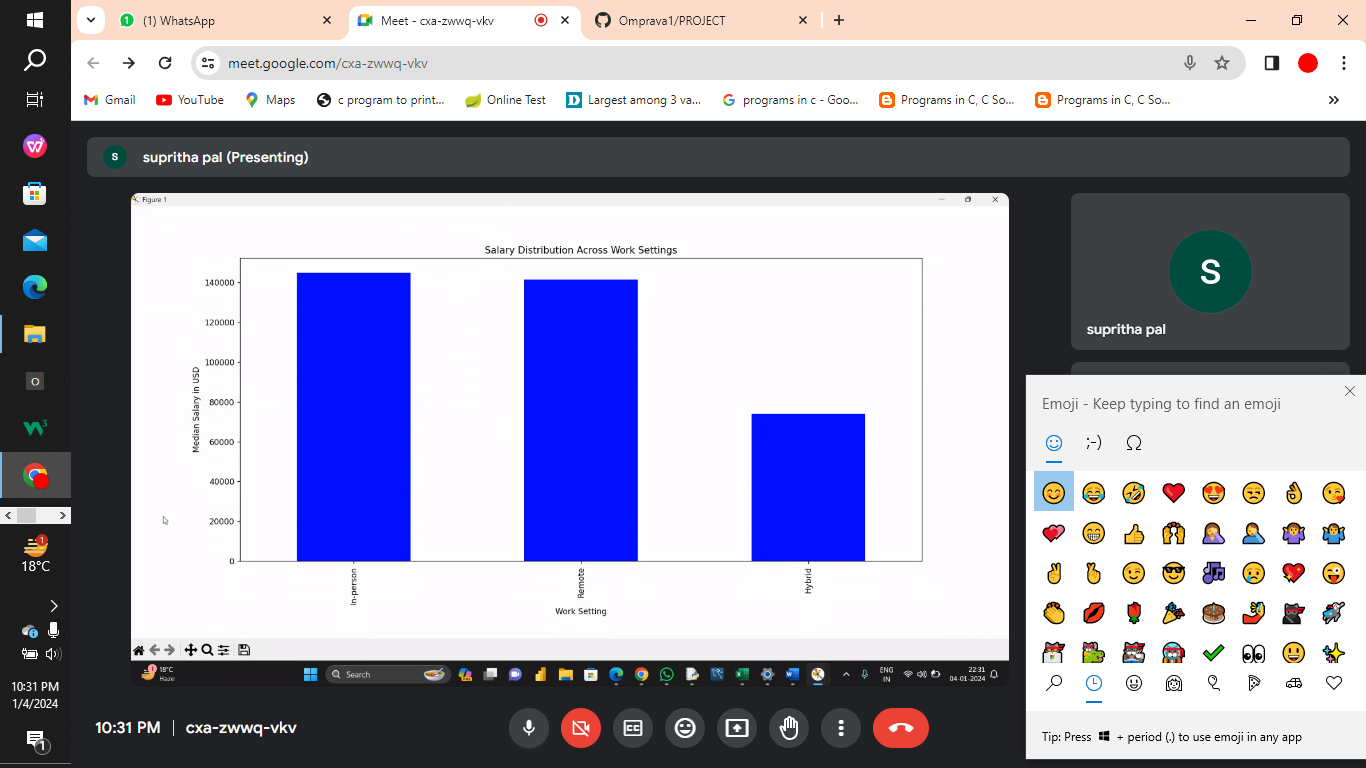 (1) WhatsApp
Meet - cxa-zwwq-vkv
Omprava1/PROJECT
meet.google.com/cxa-zwwq-vkv
Gmail
YouTube
Maps
c program to print...
Online Test
Largest among 3 va...
programs in c - Goo...
Programs in C, C So...
Programs in C, C So...
S
supritha pal (Presenting)
Figure 1
Salary Distribution Across Work Settings
Median Salary in USD
140000
120000
100000
80000
60000
40000
20000
0
In-person
Remote
Hybrid
Work Setting
1
18°C
Haze
Search
ENG
IN
22:31
04-01-2024
S
supritha pal
Emoji - Keep typing to find an emoji
;-)
Ω
Tip: Press + period (.) to use emoji in any app
10:31 PM | cxa-zwwq-vkv
O
W3
1
18°C
10:31 PM
1/4/2024
1